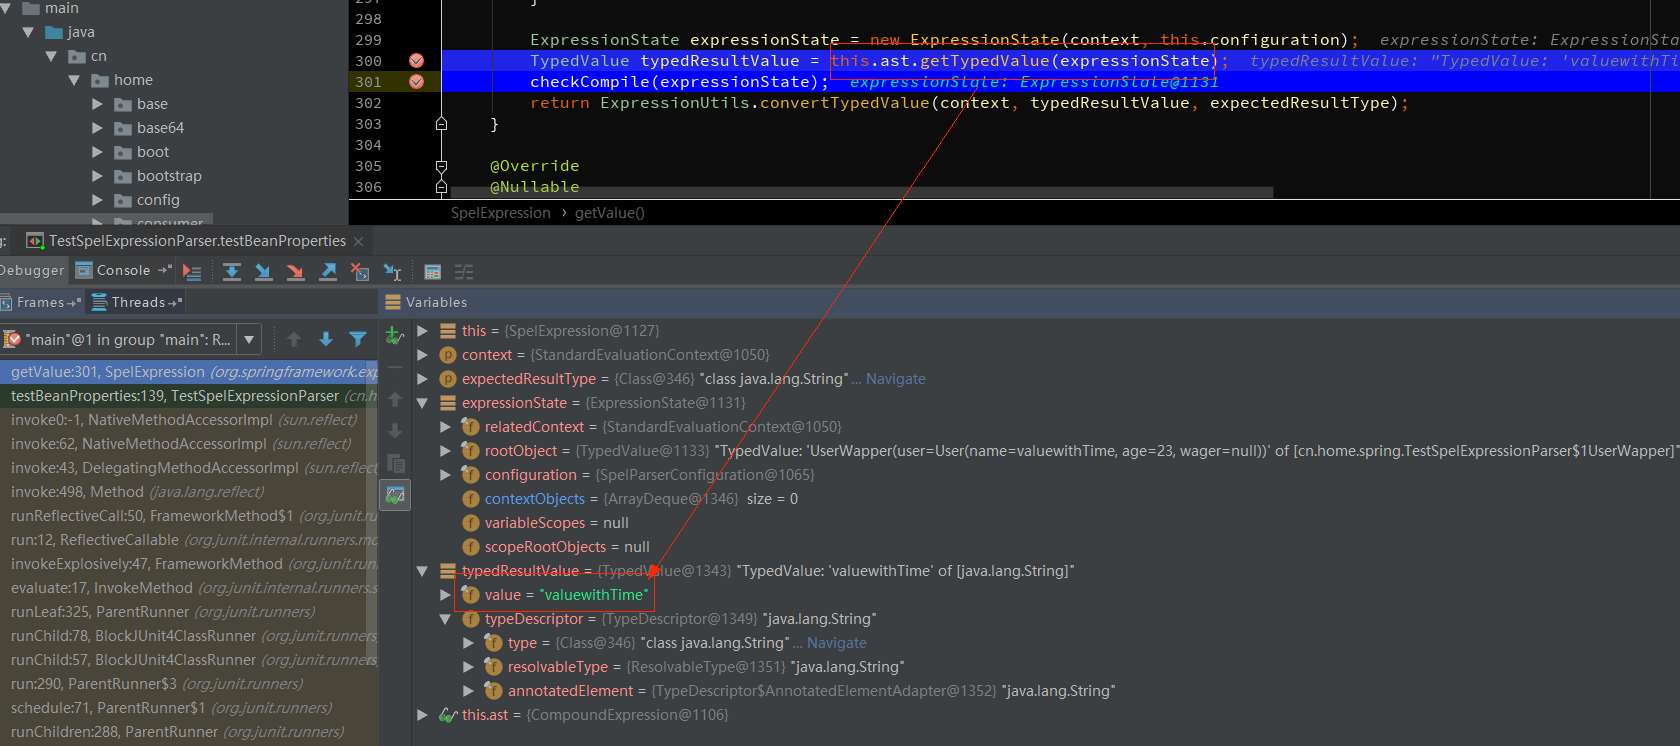 main
java
cn
home
base
base64
boot
bootstrap
config
consumer
298
299 ExpressionState expressionState = new ExpressionState(context, this.configuration); expressionState: ExpressionSta
300 TypedValue typedResultValue = this.ast.getTypedValue(expressionState); typedResultValue: "TypedValue: 'valuewithTi
301 checkCompile(expressionState); expressionState: ExpressionState@1131
302 return ExpressionUtils.convertTypedValue(context, typedResultValue, expectedResultType);
303 }
304
305 @Override
306 @Nullable
SpelExpression › getValue()
TestSpelExpressionParser.testBeanProperties
Debugger Console
Frames Threads
Variables
"main"@1 in group "main": R...
getValue:301, SpelExpression (org.springframework.exp
testBeanProperties:139, TestSpelExpressionParser (cn.h
invoke0:-1, NativeMethodAccessorImpl (sun.reflect)
invoke:62, NativeMethodAccessorImpl (sun.reflect)
invoke:43, DelegatingMethodAccessorImpl (sun.reflect
invoke:498, Method (java.lang.reflect)
runReflectiveCall:50, FrameworkMethod$1 (org.junit.ru
run:12, ReflectiveCallable (org.junit.internal.runners.mo
invokeExplosively:47, FrameworkMethod (org.junit.run
evaluate:17, InvokeMethod (org.junit.internal.runners.s
runLeaf:325, ParentRunner (org.junit.runners)
runChild:78, BlockJUnit4ClassRunner (org.junit.runners
runChild:57, BlockJUnit4ClassRunner (org.junit.runners
run:290, ParentRunner$3 (org.junit.runners)
schedule:71, ParentRunner$1 (org.junit.runners)
runChildren:288, ParentRunner (org.junit.runners)
this = {SpelExpression@1127}
context = {StandardEvaluationContext@1050}
expectedResultType = {Class@346} "class java.lang.String"... Navigate
expressionState = {ExpressionState@1131}
relatedContext = {StandardEvaluationContext@1050}
rootObject = {TypedValue@1133} "TypedValue: 'UserWapper(user=User(name=valuewithTime, age=23, wager=null))' of [cn.home.spring.TestSpelExpressionParser$1UserWapper]"
configuration = {SpelParserConfiguration@1065}
contextObjects = {ArrayDeque@1346} size = 0
variableScopes = null
scopeRootObjects = null
typedResultValue = {TypedValue@1343} "TypedValue: 'valuewithTime' of [java.lang.String]"
value = "valuewithTime"
typeDescriptor = {TypeDescriptor@1349} "java.lang.String"
type = {Class@346} "class java.lang.String"... Navigate
resolvableType = {ResolvableType@1351} "java.lang.String"
annotatedElement = {TypeDescriptor$AnnotatedElementAdapter@1352} "java.lang.String"
this.ast = {CompoundExpression@1106}